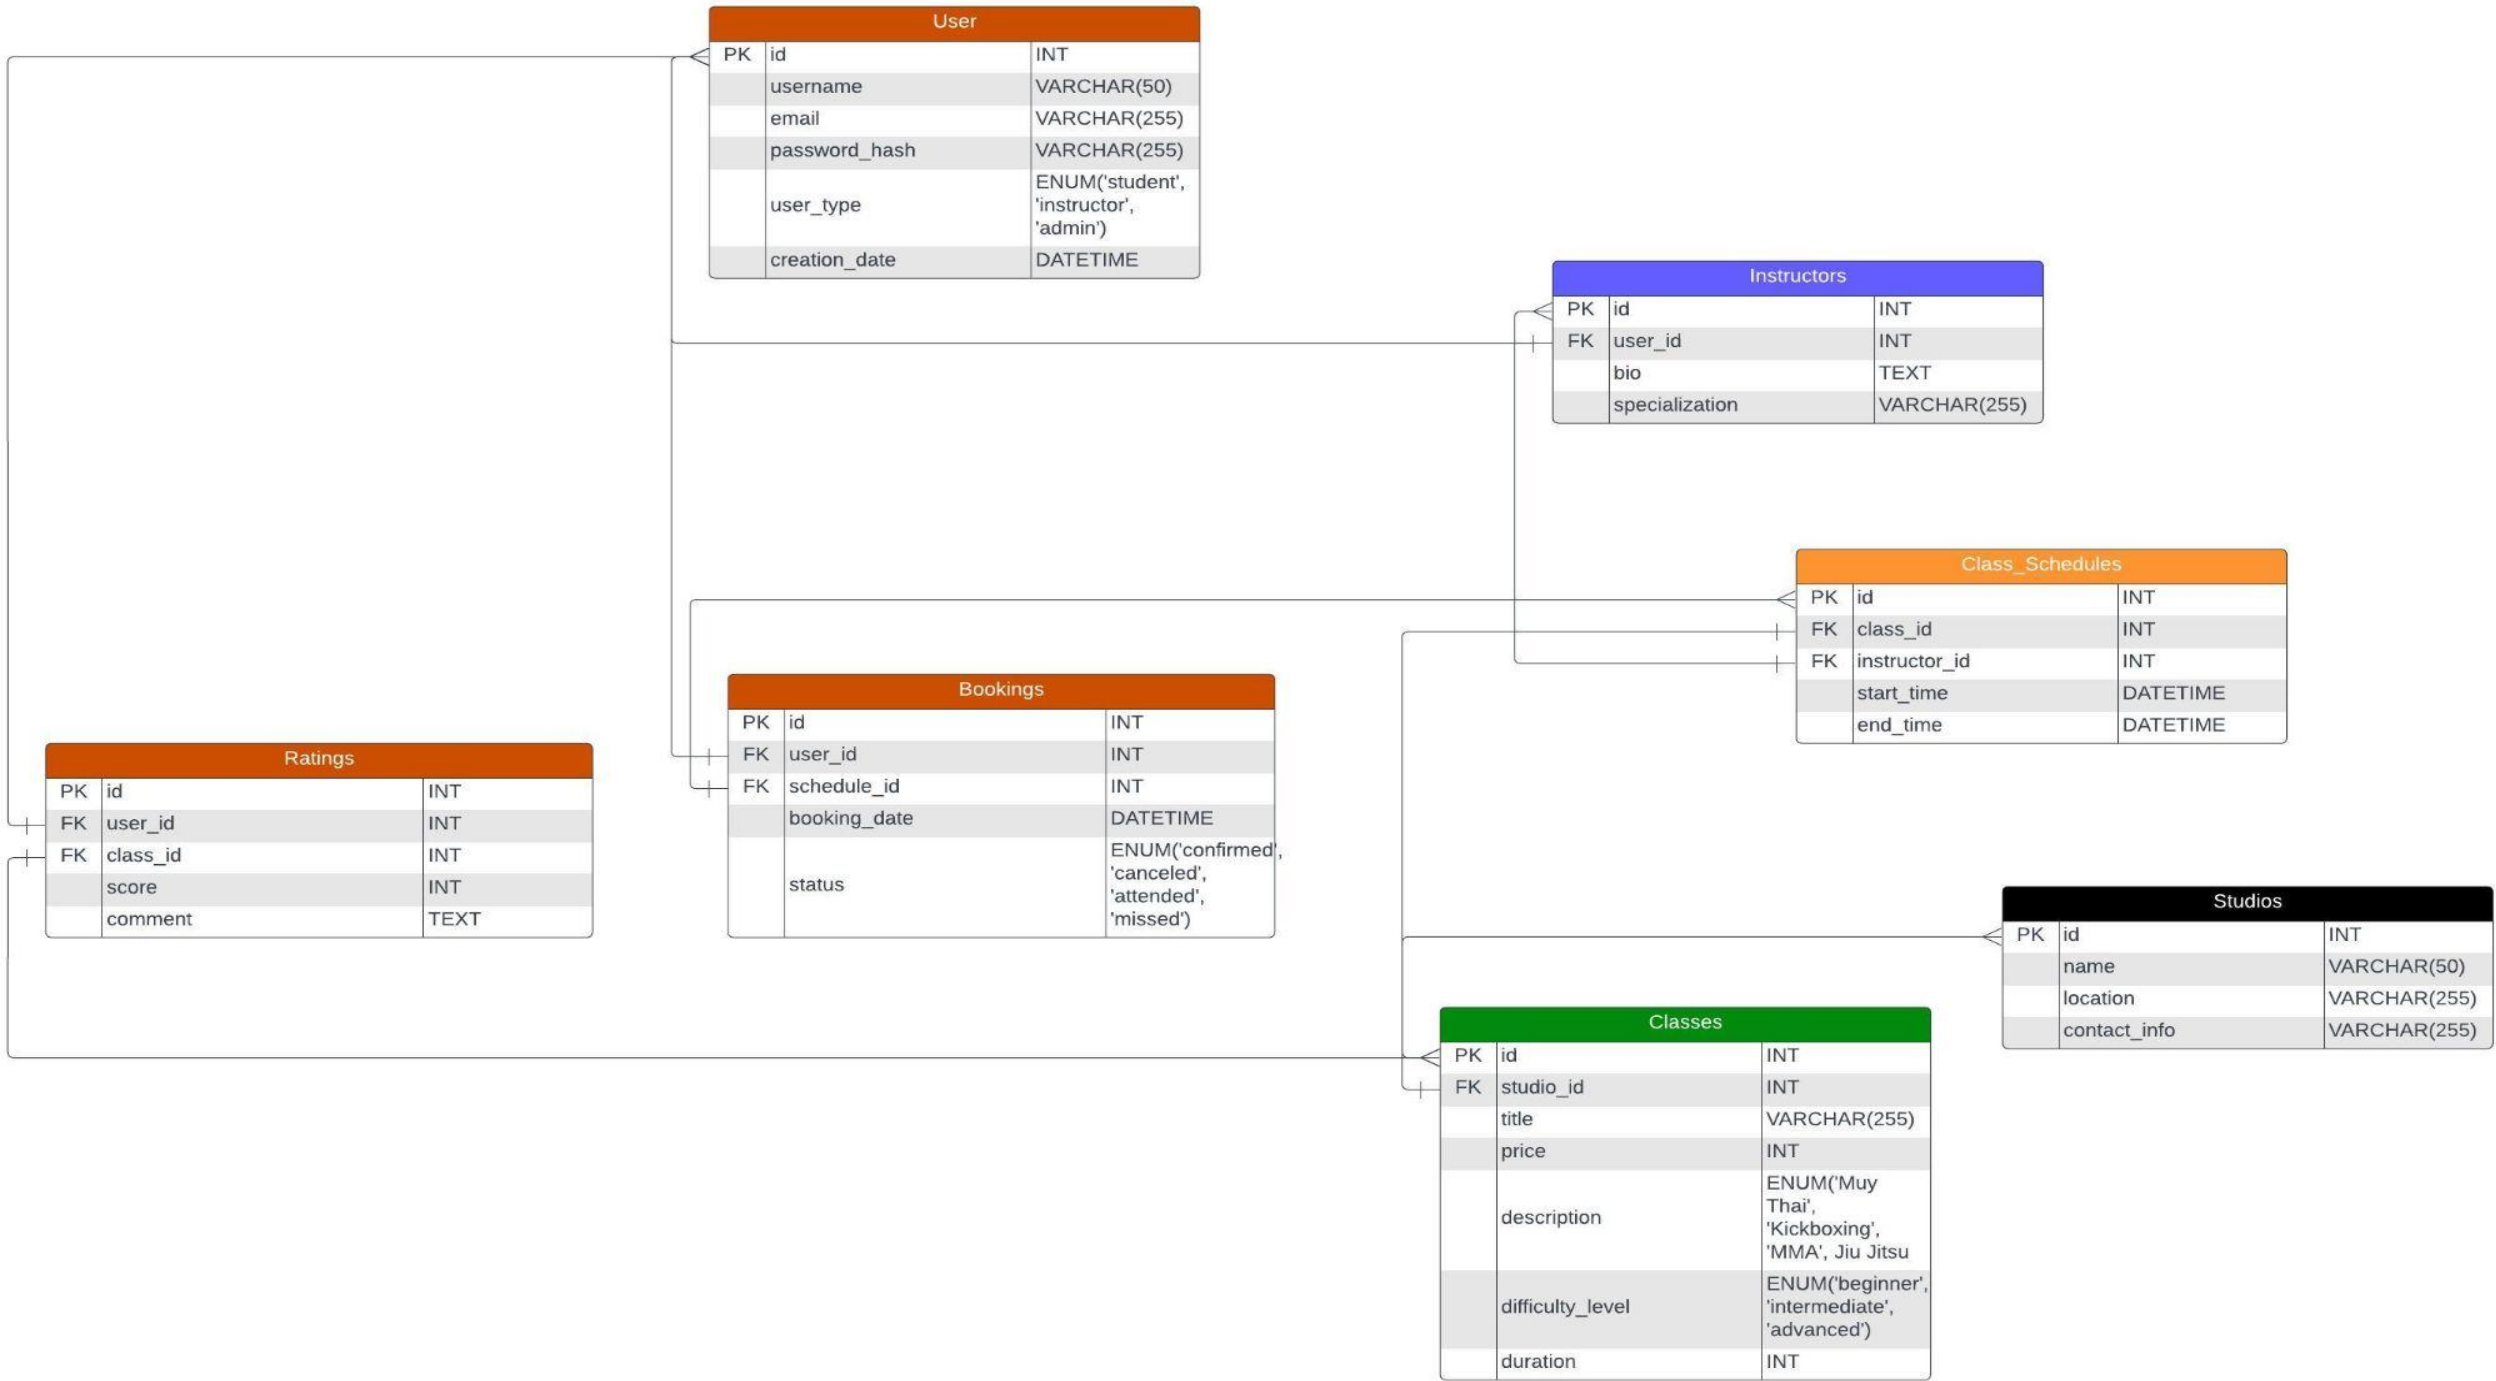 User
PK id INT
username VARCHAR(50)
email VARCHAR(255)
password_hash VARCHAR(255)
user_type ENUM('student',
'instructor',
'admin')
creation_date DATETIME
Instructors
PK id INT
FK user_id INT
bio TEXT
specialization VARCHAR(255)
Class_Schedules
PK id INT
FK class_id INT
FK instructor_id INT
start_time DATETIME
end_time DATETIME
Bookings
PK id INT
FK user_id INT
FK schedule_id INT
booking_date DATETIME
status ENUM('confirmed',
'canceled',
'attended',
'missed')
Ratings
PK id INT
FK user_id INT
FK class_id INT
score INT
comment TEXT
Studios
PK id INT
name VARCHAR(50)
location VARCHAR(255)
contact_info VARCHAR(255)
Classes
PK id INT
FK studio_id INT
title VARCHAR(255)
price INT
description ENUM('Muy
Thai',
'Kickboxing',
'MMA', Jiu Jitsu
difficulty_level ENUM('beginner',
'intermediate',
'advanced')
duration INT